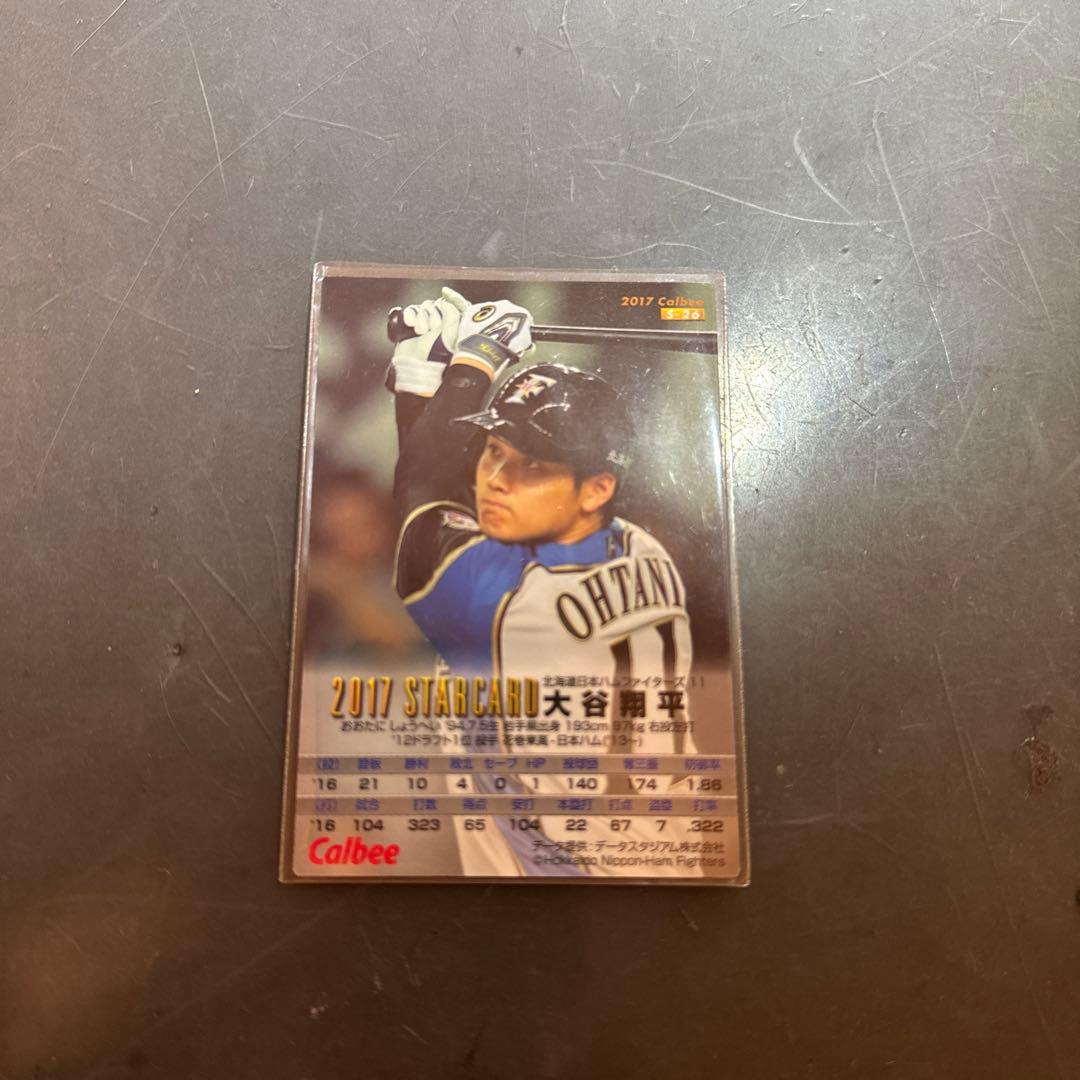 2017 Calbee
S-26
OHTANI
11
北海道日本ハムファイターズ 11
2017 STARCARD 大谷翔平
おおたに しょうへい '94.7.5生 岩手県出身 193cm 97kg 右投左打
'12ドラフト1位 投手 花巻東高-日本ハム('13~)
(投) 登板 勝利 敗北 セーブ HP 投球回 奪三振 防御率
'16 21 10 4 0 1 140 174 1.86
(打) 試合 打数 得点 安打 本塁打 打点 盗塁 打率
'16 104 323 65 104 22 67 7 .322
Calbee
データ提供:データスタジアム株式会社
©Hokkaido Nippon-Ham Fighters